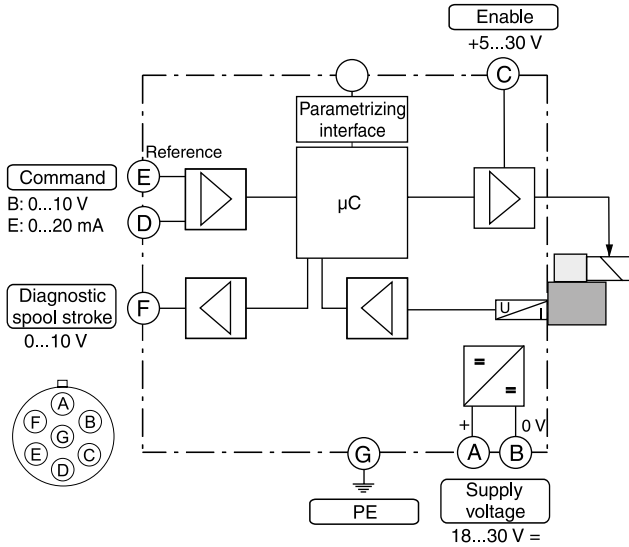 Enable
+5...30 V
C
Parametrizing
interface
Reference
Command
B: 0...10 V
E: 0...20 mA
E
D
µC
Diagnostic
spool stroke
0...10 V
F
U
I
=
=
A
F
B
G
E
C
D
+
0 V
G
A
B
PE
Supply
voltage
18...30 V =